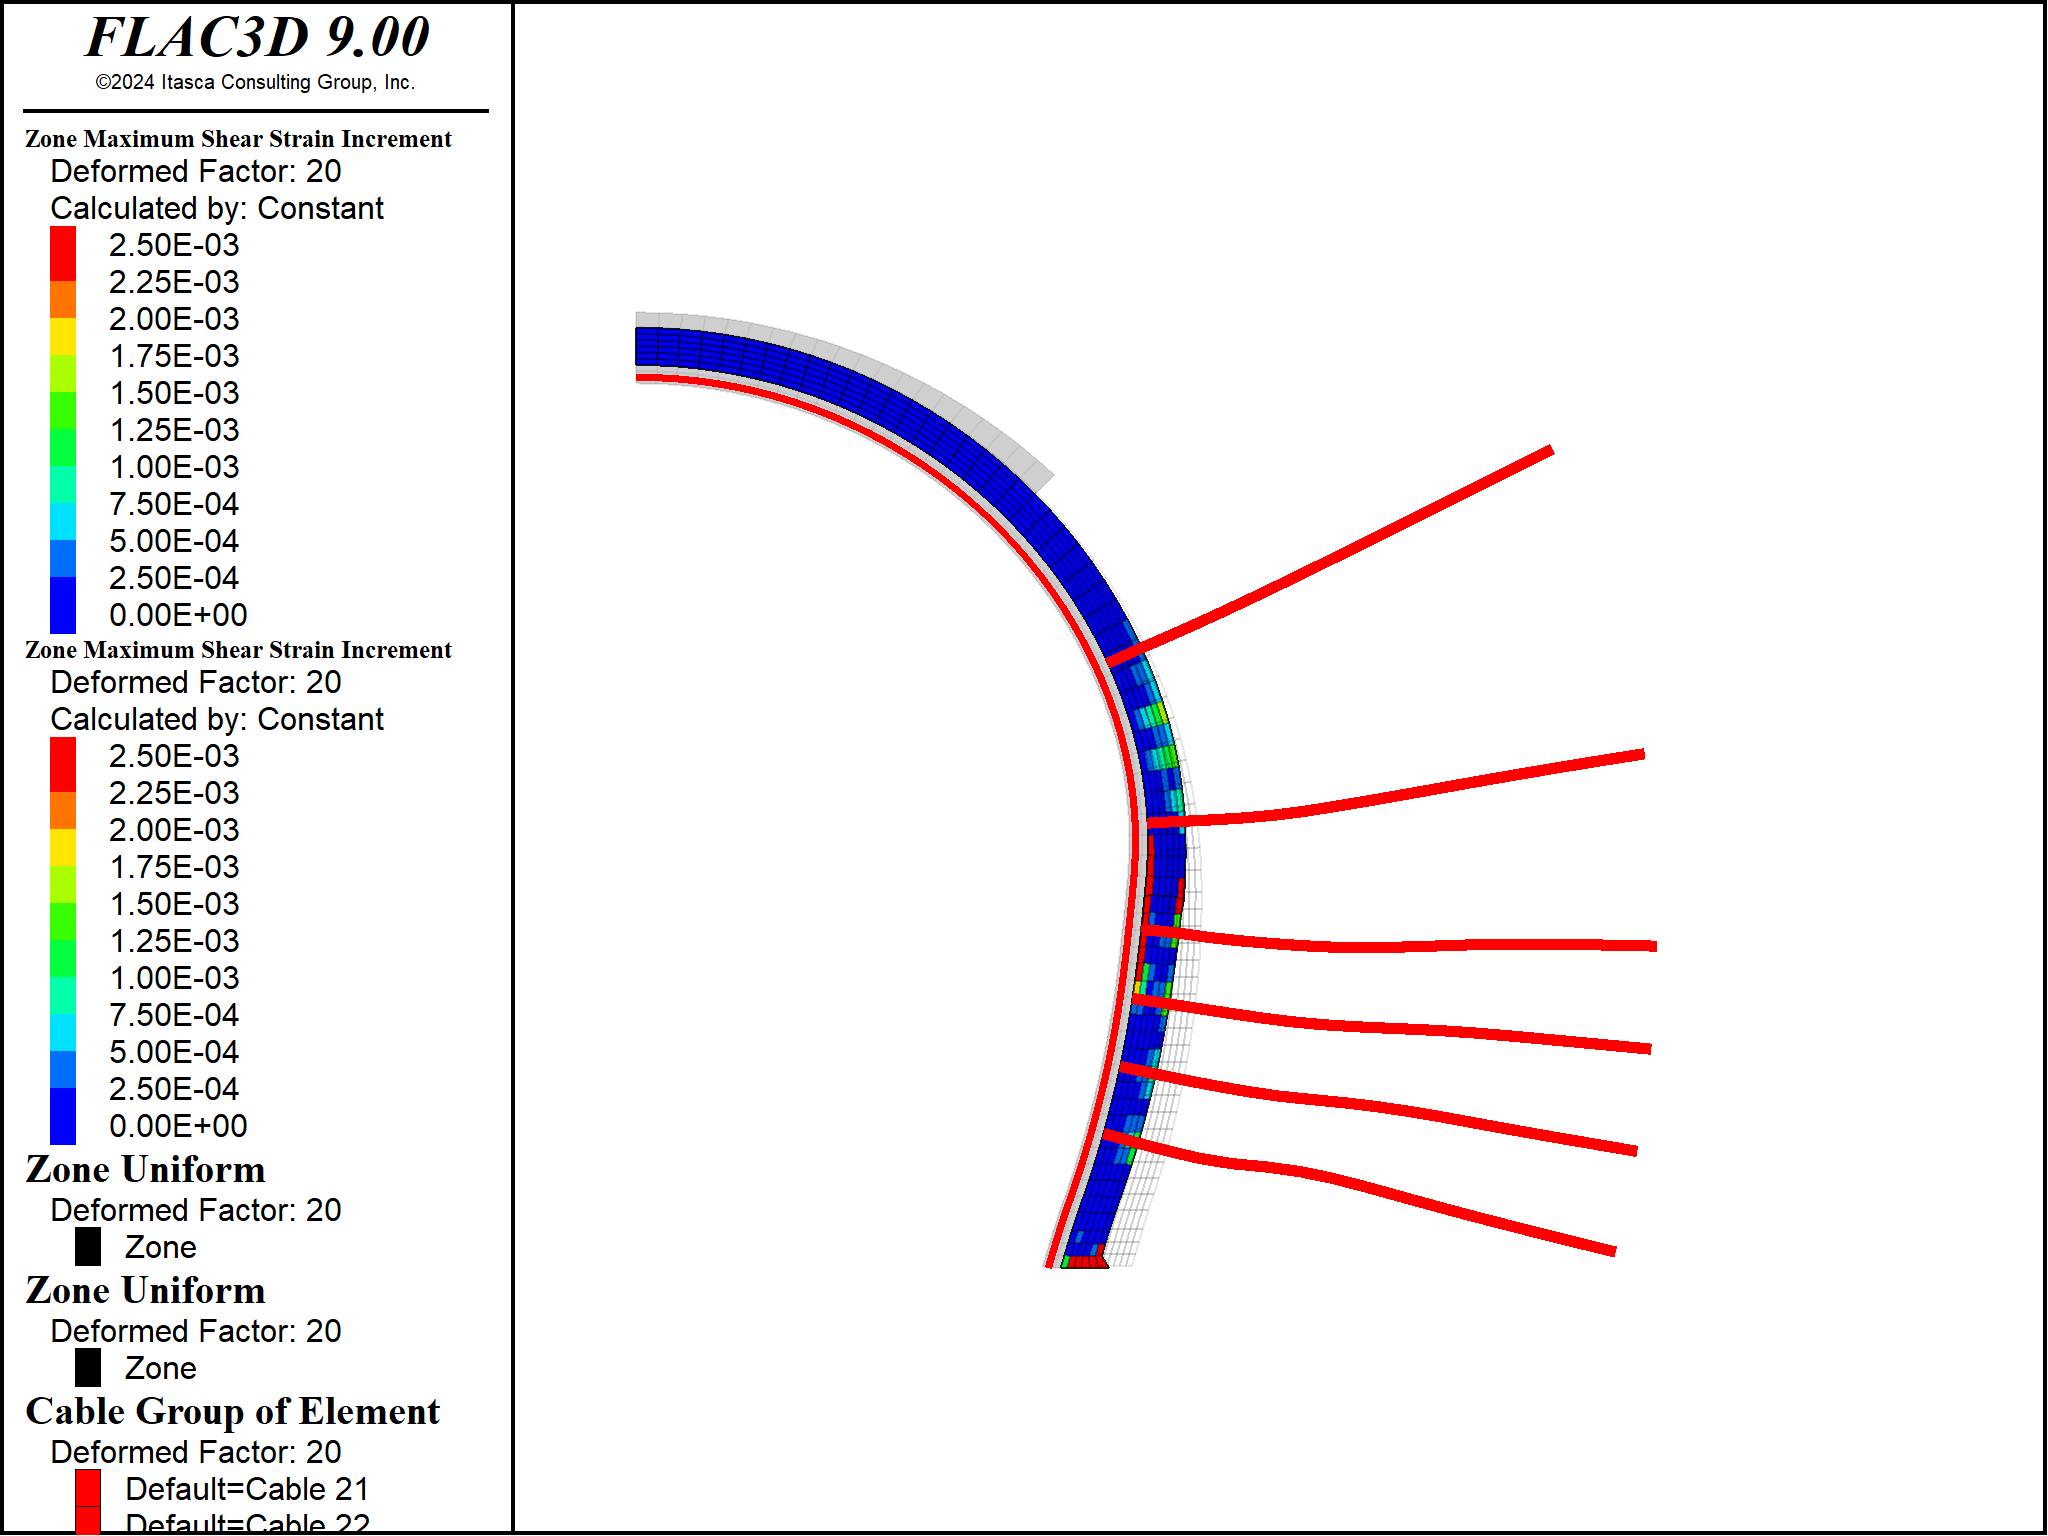 FLAC3D 9.00
©2024 Itasca Consulting Group, Inc.
Zone Maximum Shear Strain Increment
Deformed Factor: 20
Calculated by: Constant
2.50E-03
2.25E-03
2.00E-03
1.75E-03
1.50E-03
1.25E-03
1.00E-03
7.50E-04
5.00E-04
2.50E-04
0.00E+00
Zone Maximum Shear Strain Increment
Deformed Factor: 20
Calculated by: Constant
2.50E-03
2.25E-03
2.00E-03
1.75E-03
1.50E-03
1.25E-03
1.00E-03
7.50E-04
5.00E-04
2.50E-04
0.00E+00
Zone Uniform
Deformed Factor: 20
Zone
Zone Uniform
Deformed Factor: 20
Zone
Cable Group of Element
Deformed Factor: 20
Default=Cable 21
Default=Cable 22